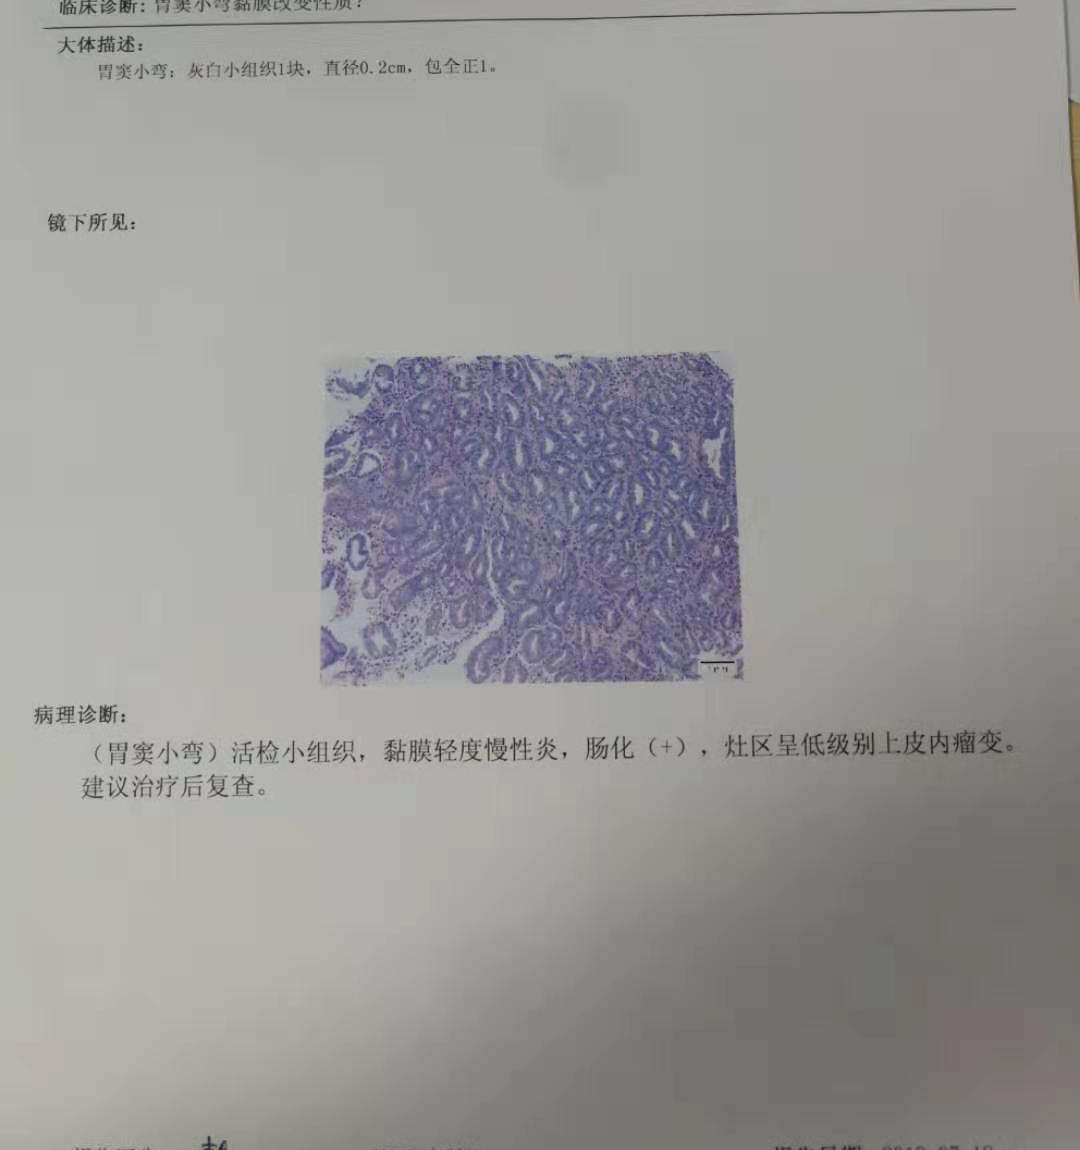 临床诊断：胃窦小弯黏膜改变性质？
大体描述：
胃窦小弯：灰白小组织1块，直径0.2cm，包全正1。
镜下所见：
病理诊断：
（胃窦小弯）活检小组织，黏膜轻度慢性炎，肠化（+），灶区呈低级别上皮内瘤变。
建议治疗后复查。